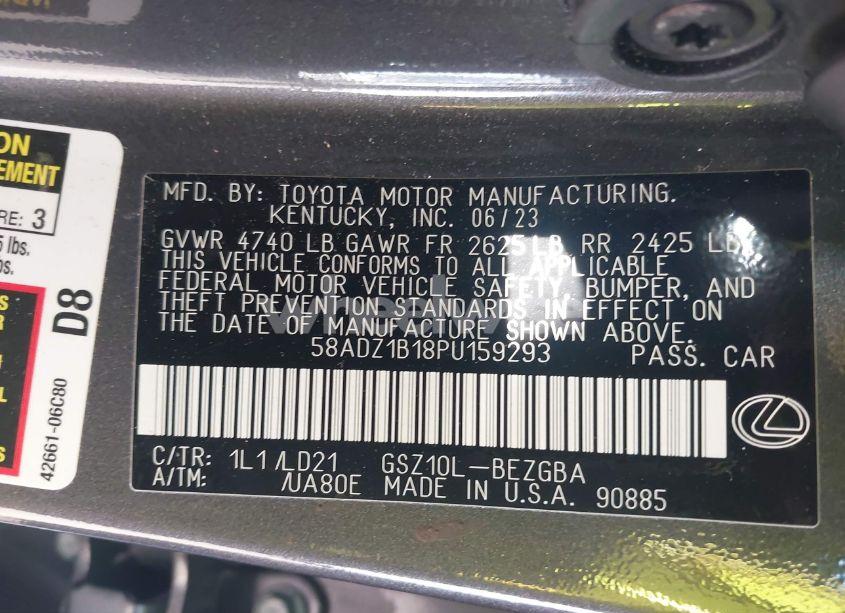 ON
EMENT
RE: 3
lbs.
bs.
S
R
D8
L
S
42661-06C80
MFD. BY: TOYOTA MOTOR MANUFACTURING.
KENTUCKY, INC. 06/23
GVWR 4740 LB GAWR FR 2625 LB RR 2425 LB
THIS VEHICLE CONFORMS TO ALL APPLICABLE
FEDERAL MOTOR VEHICLE SAFETY, BUMPER, AND
THEFT PREVENTION STANDARDS IN EFFECT ON
THE DATE OF MANUFACTURE SHOWN ABOVE.
58ADZ1B18PU159293 PASS. CAR
C/TR: 1L1/LD21 GSZ10L-BEZGBA
A/TM: /UA80E MADE IN U.S.A. 90885